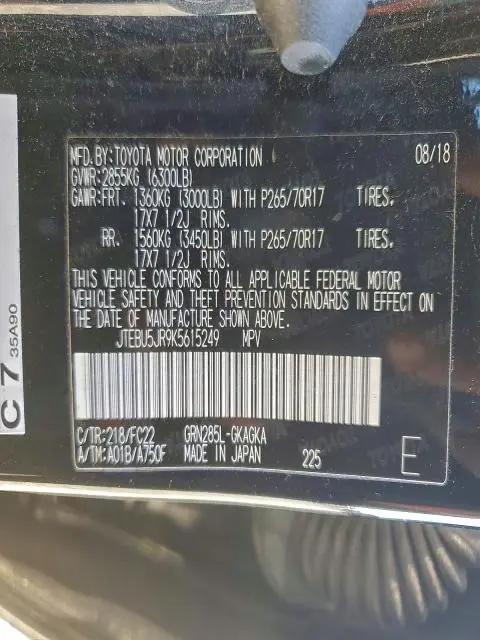 MFD.BY:TOYOTA MOTOR CORPORATION 08/18
GVWR:2855KG (6300LB)
GAWR:FRT. 1360KG (3000LB) WITH P265/70R17 TIRES.
17X7 1/2J RIMS.
RR. 1560KG (3450LB) WITH P265/70R17 TIRES.
17X7 1/2J RIMS.
THIS VEHICLE CONFORMS TO ALL APPLICABLE FEDERAL MOTOR
VEHICLE SAFETY AND THEFT PREVENTION STANDARDS IN EFFECT ON
THE DATE OF MANUFACTURE SHOWN ABOVE.
JTEBU5JR9K5615249 MPV
C/TR:218/FC22 GRN285L-GKAGKA
A/TM:A01B/A750F MADE IN JAPAN 225 E
C 7 35A90